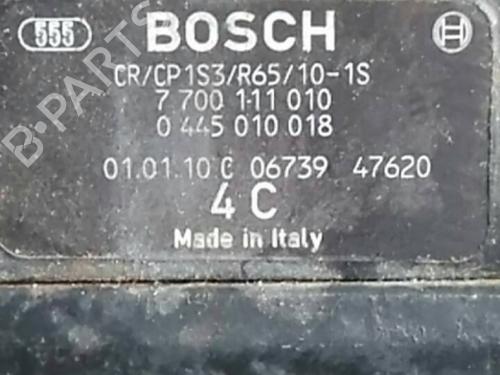 555 BOSCH
CR/CP1S3/R65/10-1S
7 700 111 010
0 445 010 018
01.01.10 C 06739 47620
4 C
Made in Italy
B-Parts